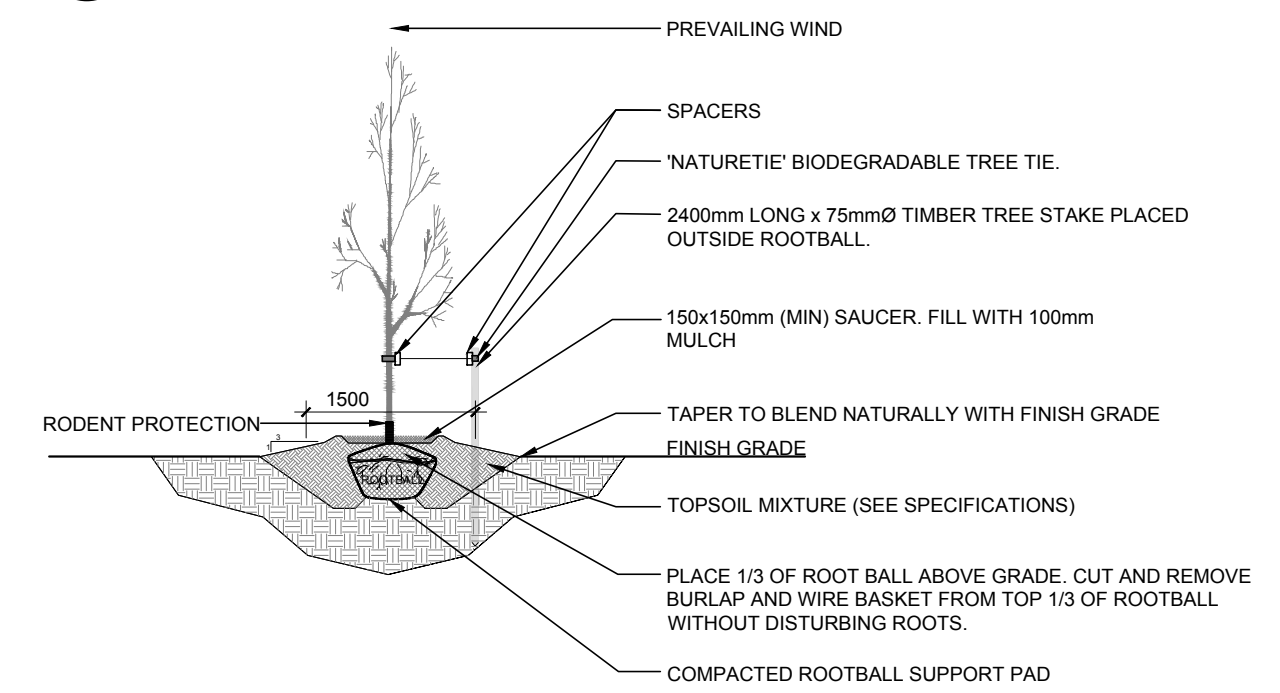 PREVAILING WIND
SPACERS
'NATURETIE' BIODEGRADABLE TREE TIE.
2400mm LONG x 75mmØ TIMBER TREE STAKE PLACED
OUTSIDE ROOTBALL.
150x150mm (MIN) SAUCER. FILL WITH 100mm
MULCH
1500
RODENT PROTECTION
TAPER TO BLEND NATURALLY WITH FINISH GRADE
3
1
FINISH GRADE
ROOTBALL
TOPSOIL MIXTURE (SEE SPECIFICATIONS)
PLACE 1/3 OF ROOT BALL ABOVE GRADE. CUT AND REMOVE
BURLAP AND WIRE BASKET FROM TOP 1/3 OF ROOTBALL
WITHOUT DISTURBING ROOTS.
COMPACTED ROOTBALL SUPPORT PAD